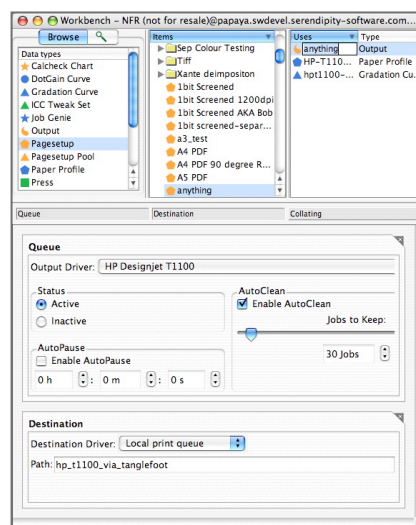 Workbench - NFR (not for resale)@papaya.swdevel.serendipity-software.com...
Browse
Data types
Calcheck Chart
DotGain Curve
Gradation Curve
ICC Tweak Set
Job Genie
Output
Pagesetup
Pagesetup Pool
Paper Profile
Press
Items
Sep Colour Testing
Tiff
Xante deimpositon
1bit Screened
1bit Screened 1200dpi
1bit Screened AKA Bob
1bit screened-separ...
a3_test
A4 PDF
A4 PDF 90 degree R...
A5 PDF
anything
Uses Type
anything Output
HP-T110... Paper Profile
hpt1100-... Gradation Cu.
Queue Destination Collating
Queue
Output Driver: HP Designjet T1100
Status
Active
Inactive
AutoPause
Enable AutoPause
0 h : 0 m : 0 s
AutoClean
Enable AutoClean
Jobs to Keep:
30 Jobs
Destination
Destination Driver: Local print queue
Path: hp_t1100_via_tanglefoot